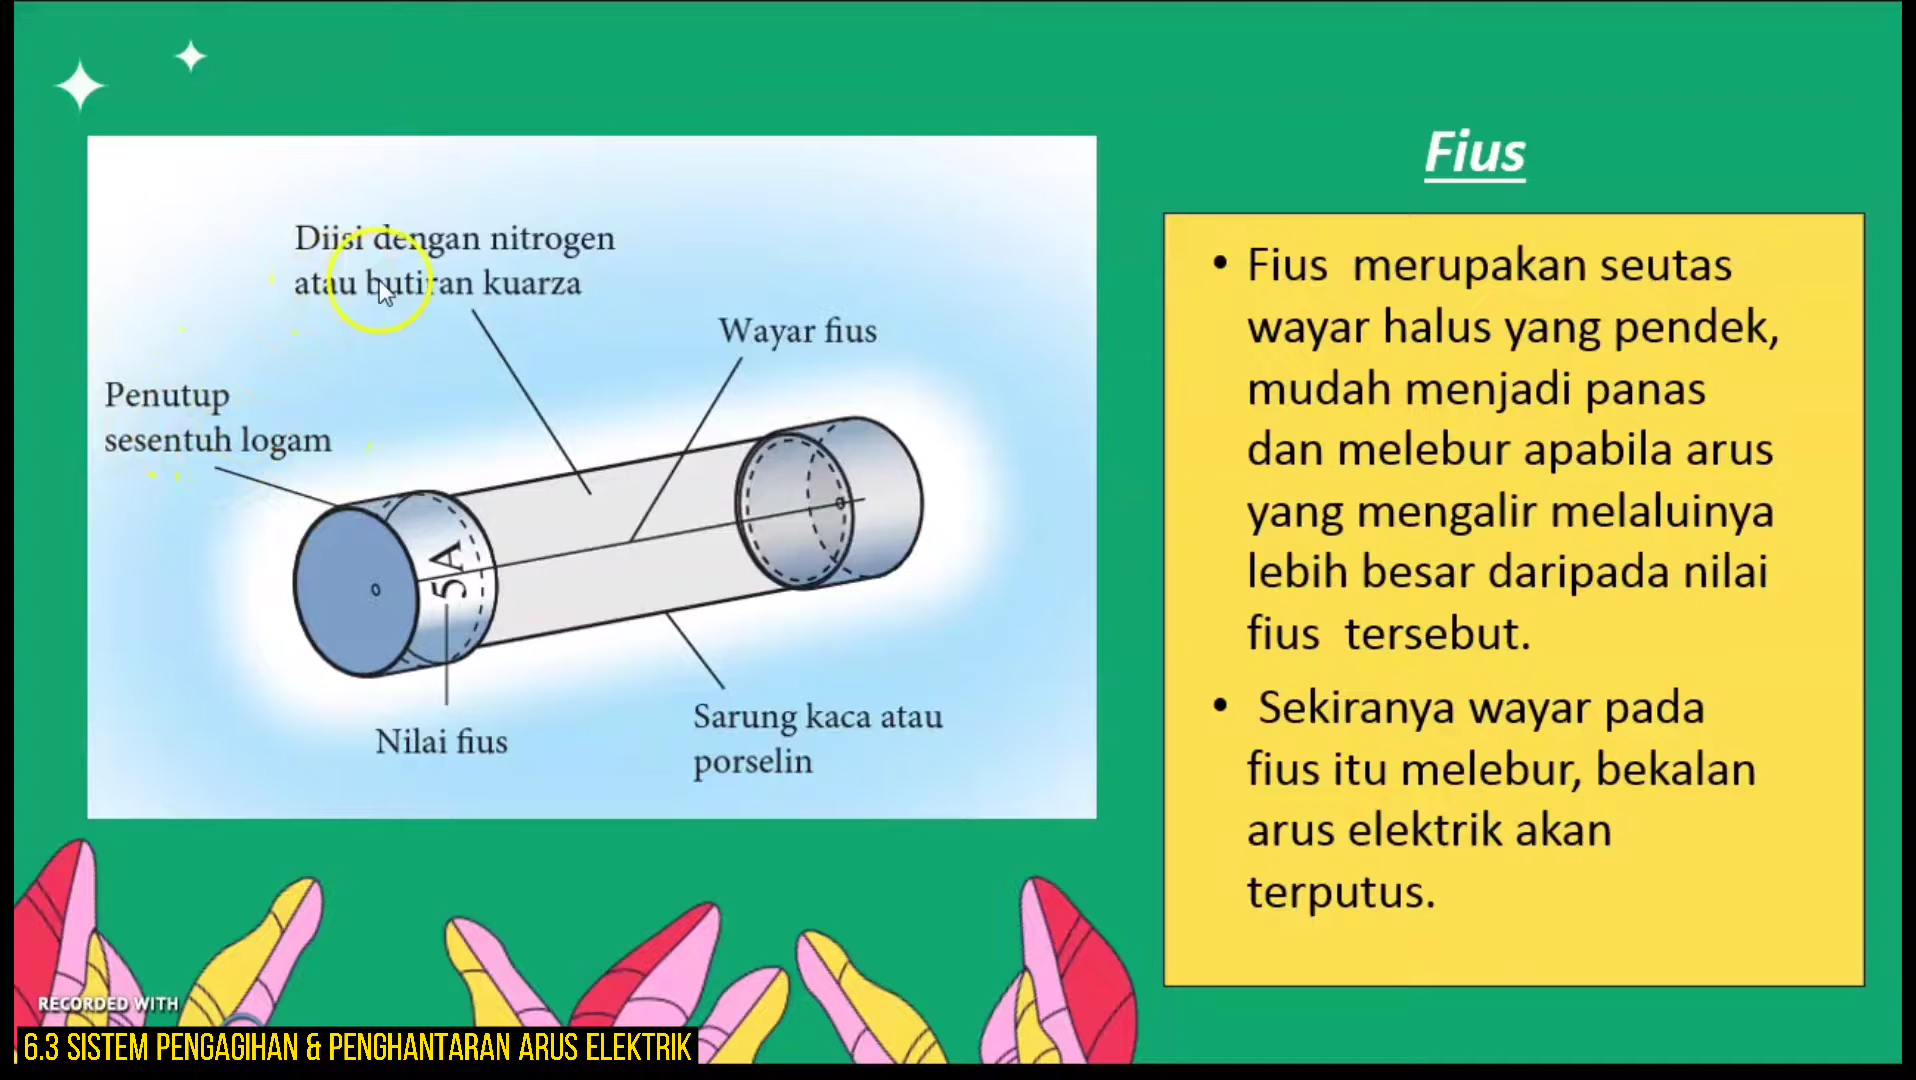 Fius
Diisi dengan nitrogen
atau butiran kuarza
Wayar fius
Penutup
sesentuh logam
5A
Nilai fius
Sarung kaca atau
porselin
• Fius merupakan seutas
wayar halus yang pendek,
mudah menjadi panas
dan melebur apabila arus
yang mengalir melaluinya
lebih besar daripada nilai
fius tersebut.
• Sekiranya wayar pada
fius itu melebur, bekalan
arus elektrik akan
terputus.
RECORDED WITH
6.3 SISTEM PENGAGIHAN & PENGHANTARAN ARUS ELEKTRIK